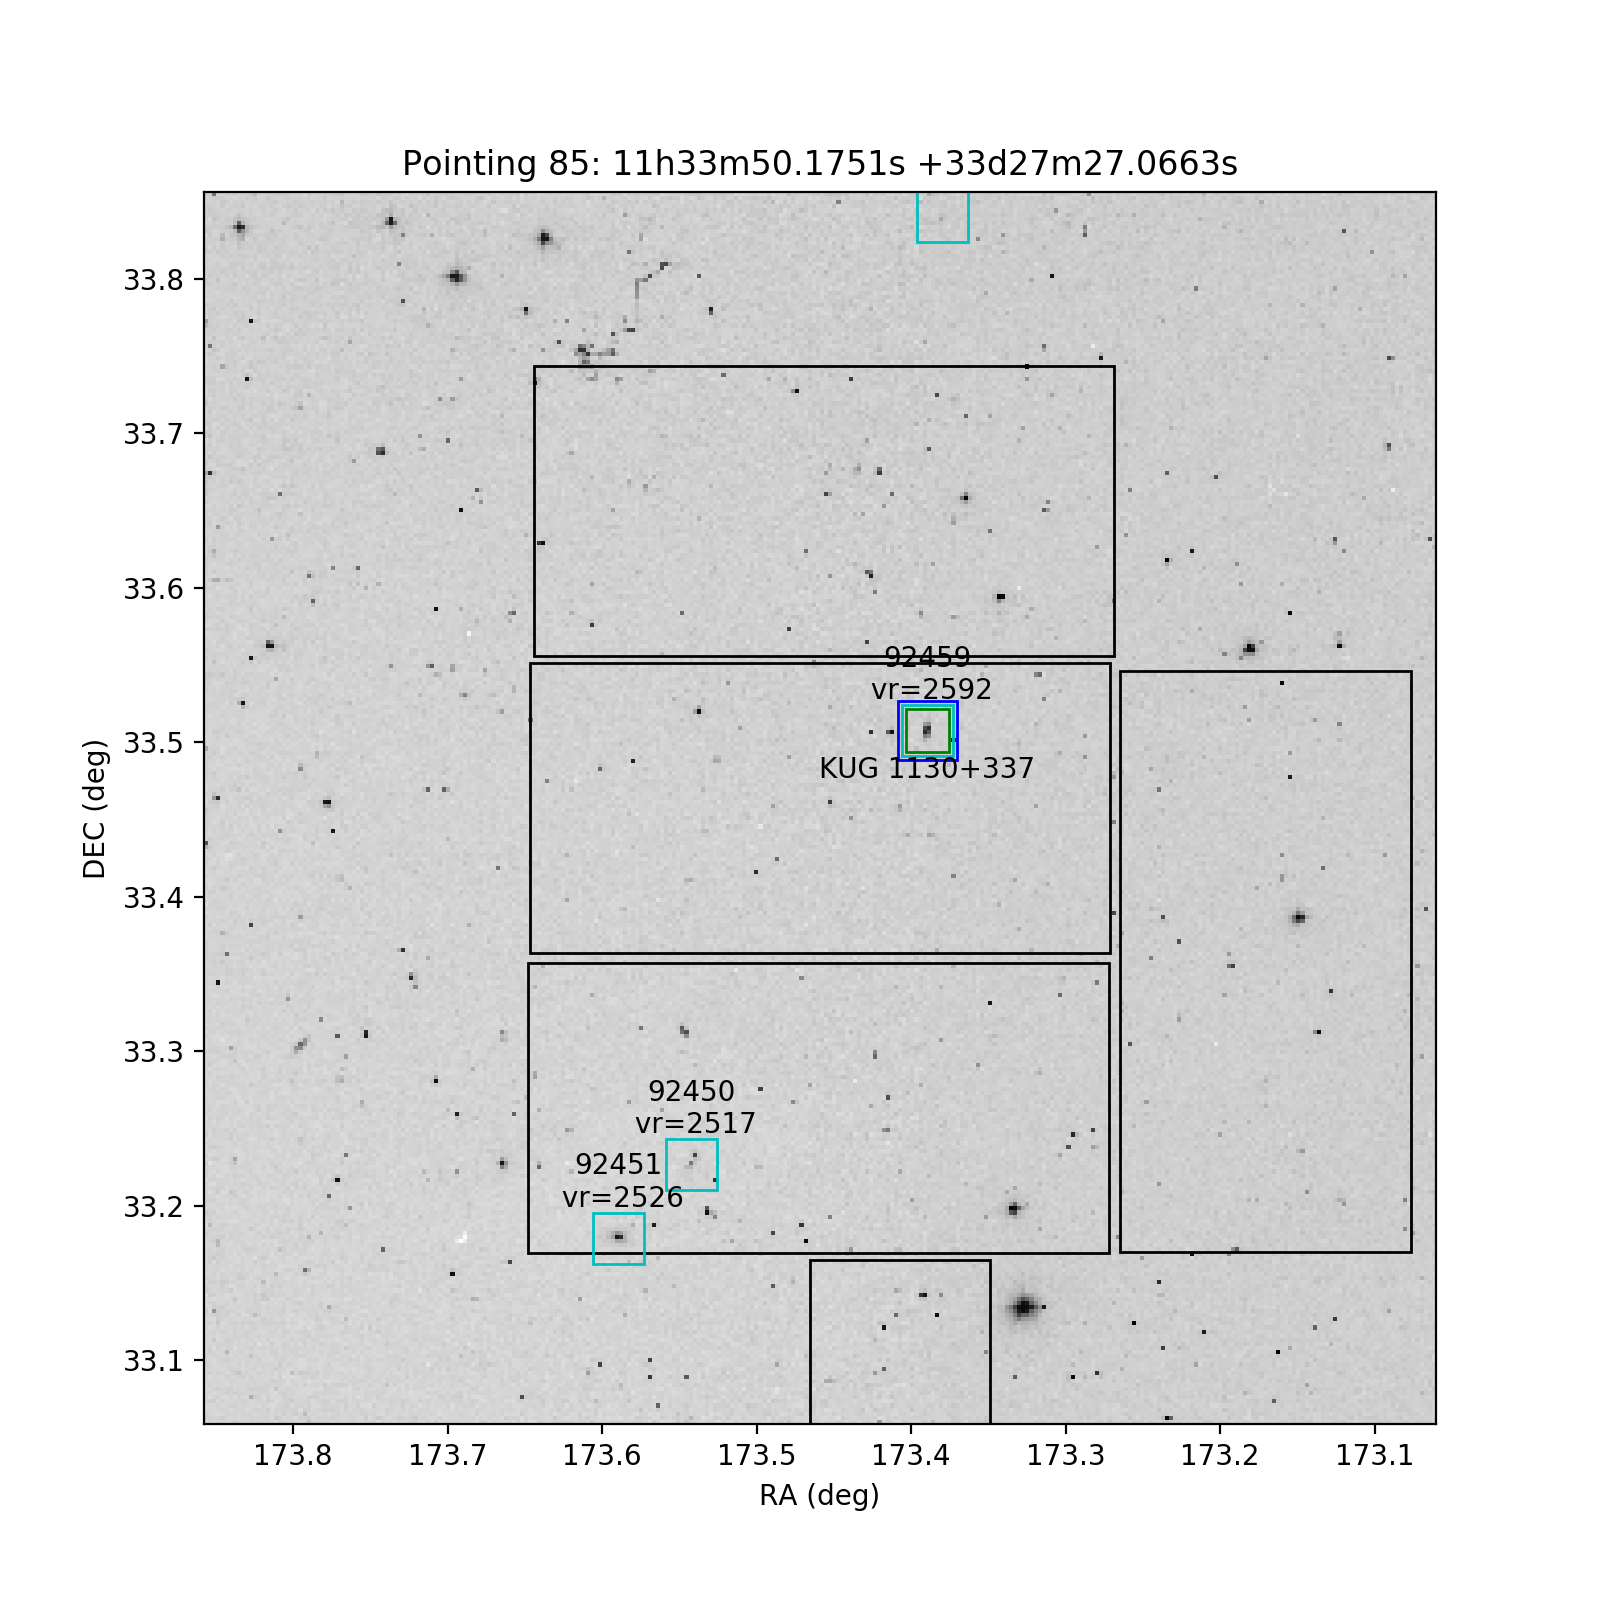 Pointing 85: 11h33m50.1751s +33d27m27.0663s
33.8
33.7
33.6
33.5
33.4
33.3
33.2
33.1
DEC (deg)
92459
vr=2592
KUG 1130+337
92450
vr=2517
92451
vr=2526
173.8
173.7
173.6
173.5
173.4
173.3
173.2
173.1
RA (deg)